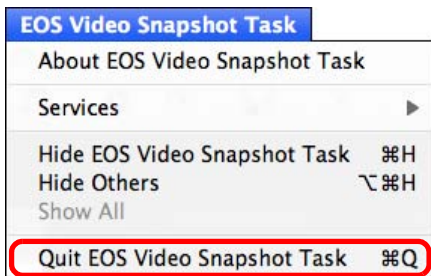 EOS Video Snapshot Task
About EOS Video Snapshot Task
Services ▶
Hide EOS Video Snapshot Task ⌘H
Hide Others ⌥⌘H
Show All
Quit EOS Video Snapshot Task ⌘Q